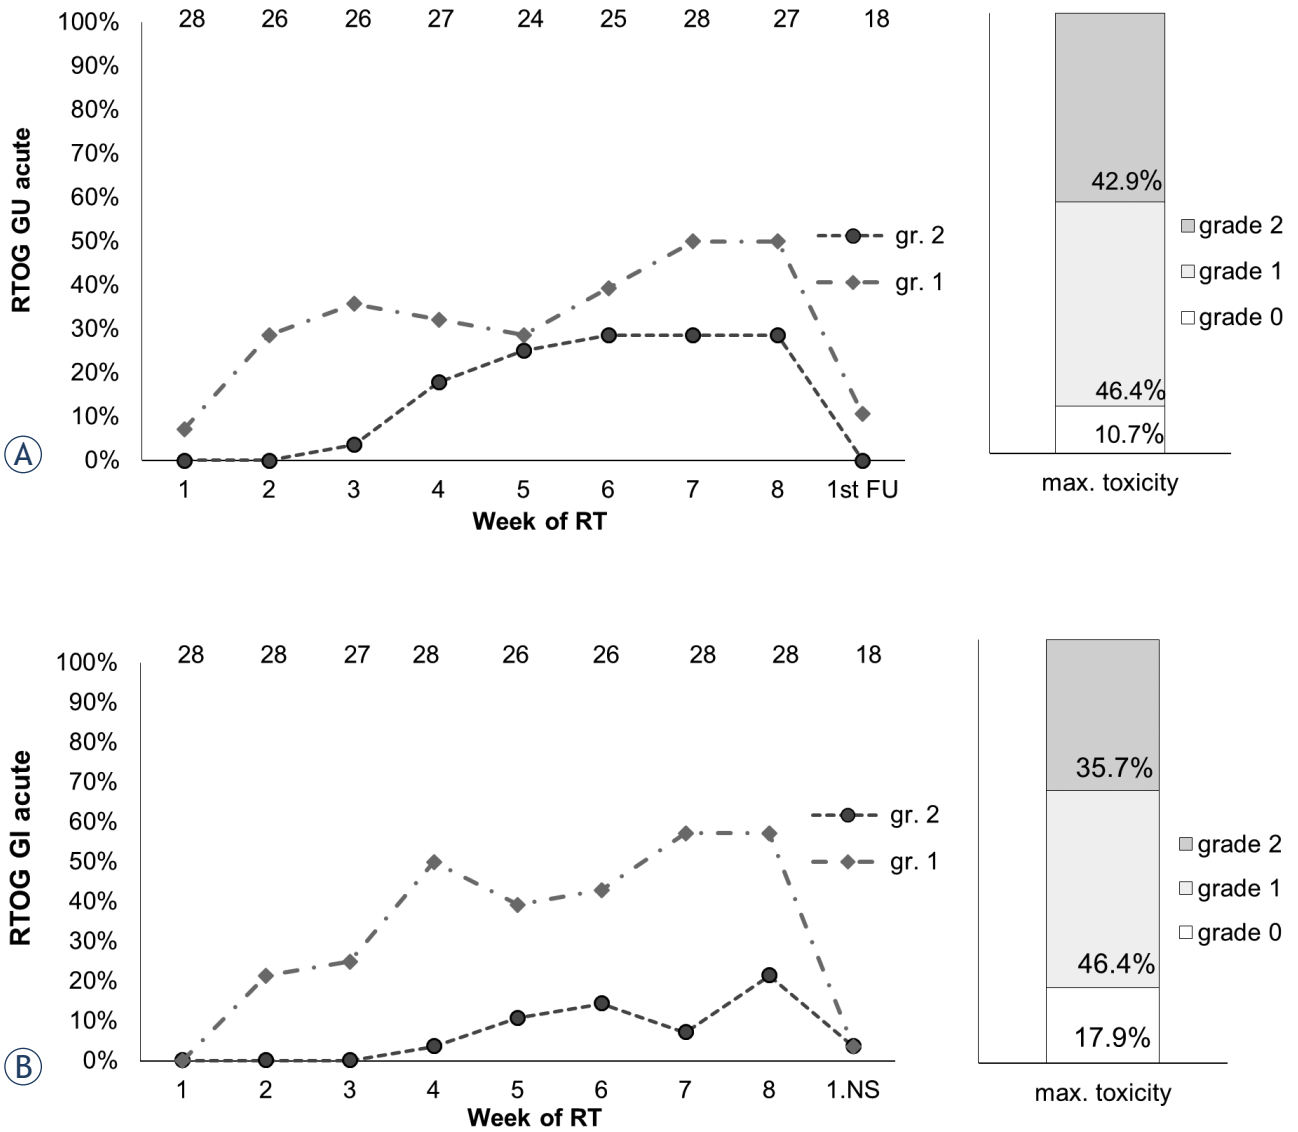 28 26 26 27 24 25 28 27 18
100%
90%
80%
70%
60%
50%
40%
30%
20%
10%
0%
RTOG GU acute
gr. 2
gr. 1
1 2 3 4 5 6 7 8 1st FU
Week of RT
A
42.9%
46.4%
10.7%
max. toxicity
grade 2
grade 1
grade 0
28 28 27 28 26 26 28 28 18
100%
90%
80%
70%
60%
50%
40%
30%
20%
10%
0%
RTOG GI acute
gr. 2
gr. 1
1 2 3 4 5 6 7 8 1.NS
Week of RT
B
35.7%
46.4%
17.9%
max. toxicity
grade 2
grade 1
grade 0